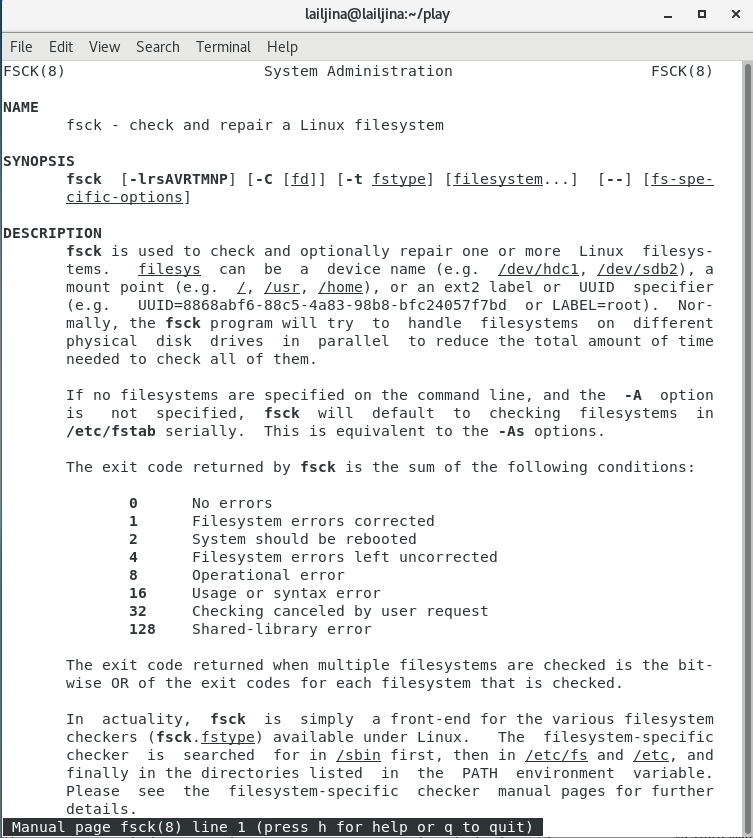 lailjina@lailjina:~/play
File Edit View Search Terminal Help
FSCK(8) System Administration FSCK(8)
NAME
fsck - check and repair a Linux filesystem
SYNOPSIS
fsck [-lrsAVRTMNP] [-C [fd]] [-t fstype] [filesystem...] [--] [fs-spe-
cific-options]
DESCRIPTION
fsck is used to check and optionally repair one or more Linux filesys-
tems. filesys can be a device name (e.g. /dev/hdc1, /dev/sdb2), a
mount point (e.g. /, /usr, /home), or an ext2 label or UUID specifier
(e.g. UUID=8868abf6-88c5-4a83-98b8-bfc24057f7bd or LABEL=root). Nor-
mally, the fsck program will try to handle filesystems on different
physical disk drives in parallel to reduce the total amount of time
needed to check all of them.
If no filesystems are specified on the command line, and the -A option
is not specified, fsck will default to checking filesystems in
/etc/fstab serially. This is equivalent to the -As options.
The exit code returned by fsck is the sum of the following conditions:
0 No errors
1 Filesystem errors corrected
2 System should be rebooted
4 Filesystem errors left uncorrected
8 Operational error
16 Usage or syntax error
32 Checking canceled by user request
128 Shared-library error
The exit code returned when multiple filesystems are checked is the bit-
wise OR of the exit codes for each filesystem that is checked.
In actuality, fsck is simply a front-end for the various filesystem
checkers (fsck.fstype) available under Linux. The filesystem-specific
checker is searched for in /sbin first, then in /etc/fs and /etc, and
finally in the directories listed in the PATH environment variable.
Please see the filesystem-specific checker manual pages for further
details.
Manual page fsck(8) line 1 (press h for help or q to quit)